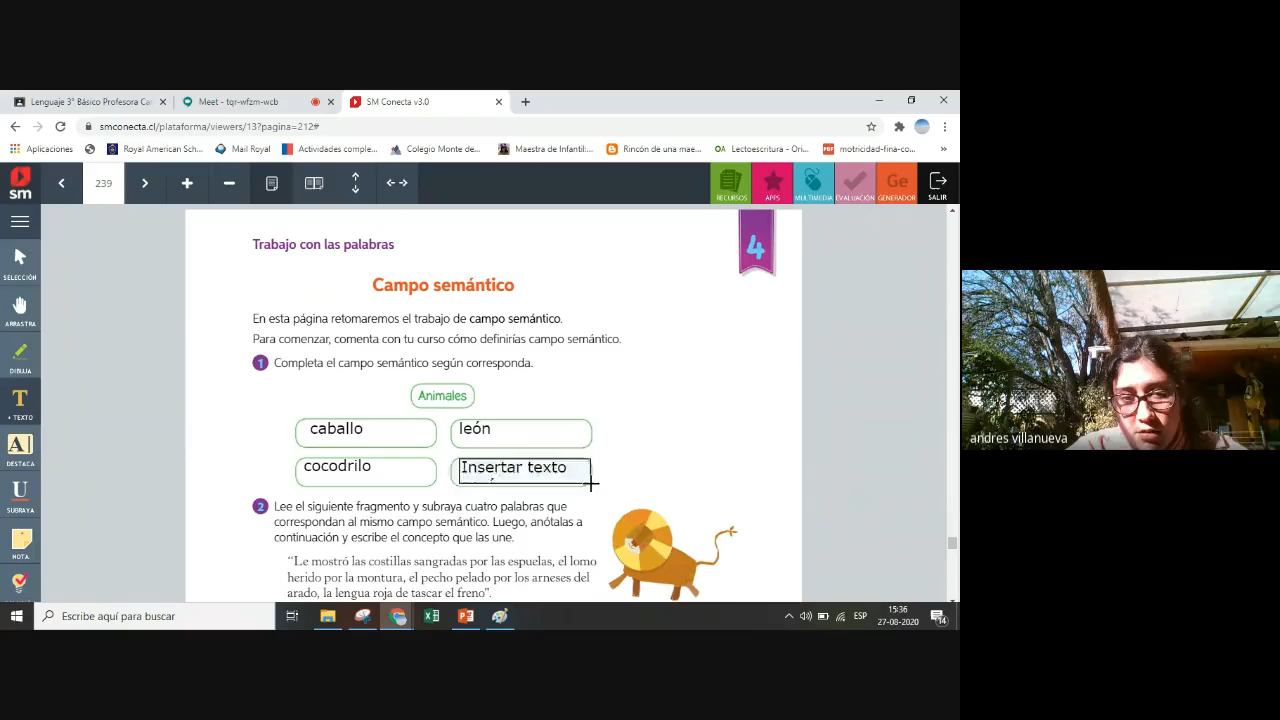 Lenguaje 3° Básico Profesora Ca
Meet - tqr-wfzm-wcb
SM Conecta v3.0
smconecta.cl/plataforma/viewers/13?pagina=212#
Aplicaciones
Royal American Sch...
Mail Royal
Actividades comple...
Colegio Monte de...
Maestra de Infantil:...
Rincón de una mae...
Lectoescritura - Ori...
motricidad-fina-co...
sm
239
RECURSOS
APPS
MULTIMEDIA
EVALUACIÓN
Ge
GENERADOR
SALIR
SELECCIÓN
ARRASTRA
DIBUJA
T
+ TEXTO
A
DESTACA
U
SUBRAYA
NOTA
Trabajo con las palabras
4
Campo semántico
En esta página retomaremos el trabajo de campo semántico.
Para comenzar, comenta con tu curso cómo definirías campo semántico.
1 Completa el campo semántico según corresponda.
Animales
caballo
león
cocodrilo
Insertar texto
2 Lee el siguiente fragmento y subraya cuatro palabras que
correspondan al mismo campo semántico. Luego, anótalas a
continuación y escribe el concepto que las une.
“Le mostró las costillas sangradas por las espuelas, el lomo
herido por la montura, el pecho pelado por los arneses del
arado, la lengua roja de tascar el freno”.
andres villanueva
Escribe aquí para buscar
ESP
15:36
27-08-2020
14